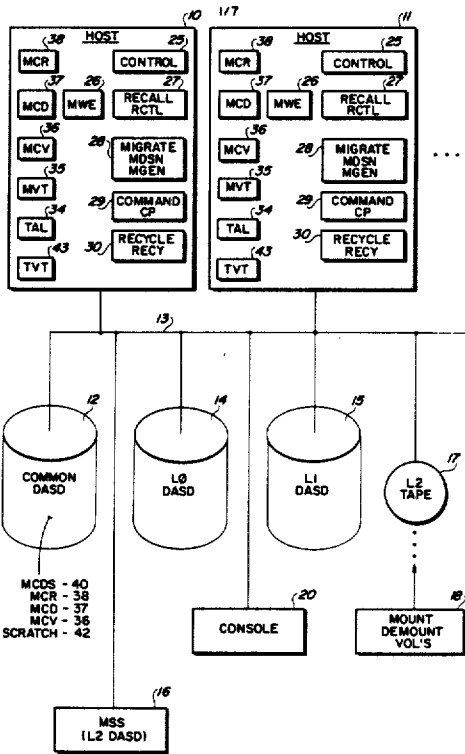 10
117
11
HOST
38
25
MCR
CONTROL
37
26
27
MCD
MWE
RECALL
RCTL
36
28
MCV
MIGRATE
MDSN
MGEN
35
MVT
29
COMMAND
CP
34
TAL
30
RECYCLE
RECY
43
TVT
HOST
38
25
MCR
CONTROL
37
26
27
MCD
MWE
RECALL
RCTL
36
28
MCV
MIGRATE
MDSN
MGEN
35
MVT
29
COMMAND
CP
34
TAL
30
RECYCLE
RECY
43
TVT
13
12
COMMON
DASD
14
LØ
DASD
15
L1
DASD
17
L2
TAPE
MCDS - 40
MCR - 38
MCD - 37
MCV - 36
SCRATCH - 42
20
CONSOLE
18
MOUNT
DEMOUNT
VOL'S
16
MSS
(L2 DASD)